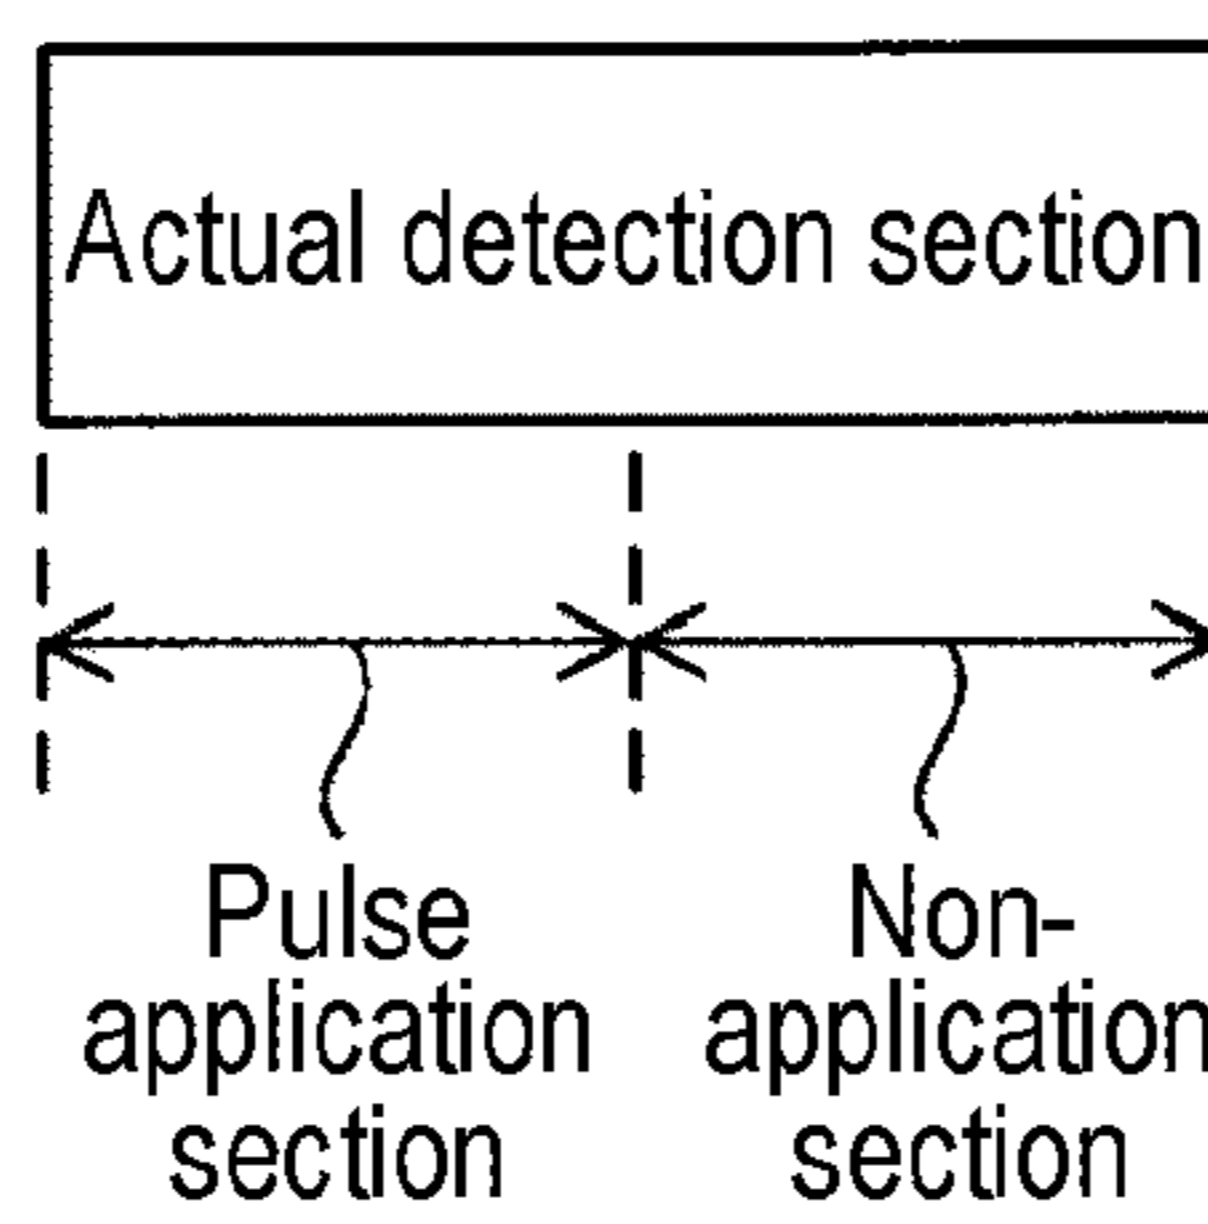 Actual detection section
Pulse
application
section
Non-
application
section